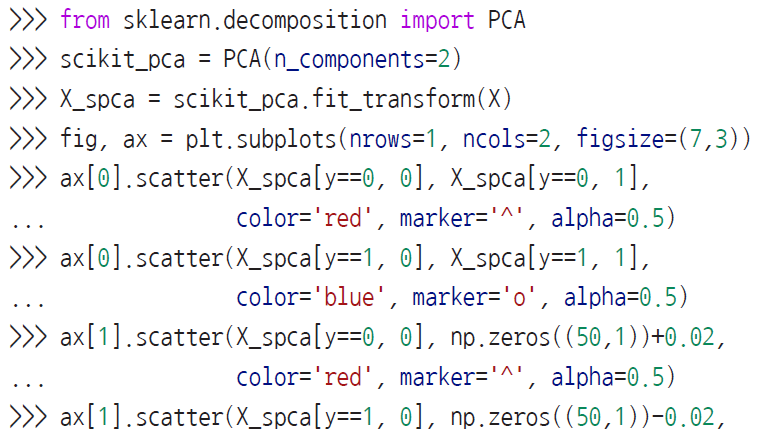 >>> from sklearn.decomposition import PCA
>>> scikit_pca = PCA(n_components=2)
>>> X_spca = scikit_pca.fit_transform(X)
>>> fig, ax = plt.subplots(nrows=1, ncols=2, figsize=(7,3))
>>> ax[0].scatter(X_spca[y==0, 0], X_spca[y==0, 1],
...               color='red', marker='^', alpha=0.5)
>>> ax[0].scatter(X_spca[y==1, 0], X_spca[y==1, 1],
...               color='blue', marker='o', alpha=0.5)
>>> ax[1].scatter(X_spca[y==0, 0], np.zeros((50,1))+0.02,
...               color='red', marker='^', alpha=0.5)
>>> ax[1].scatter(X_spca[y==1, 0], np.zeros((50,1))-0.02,